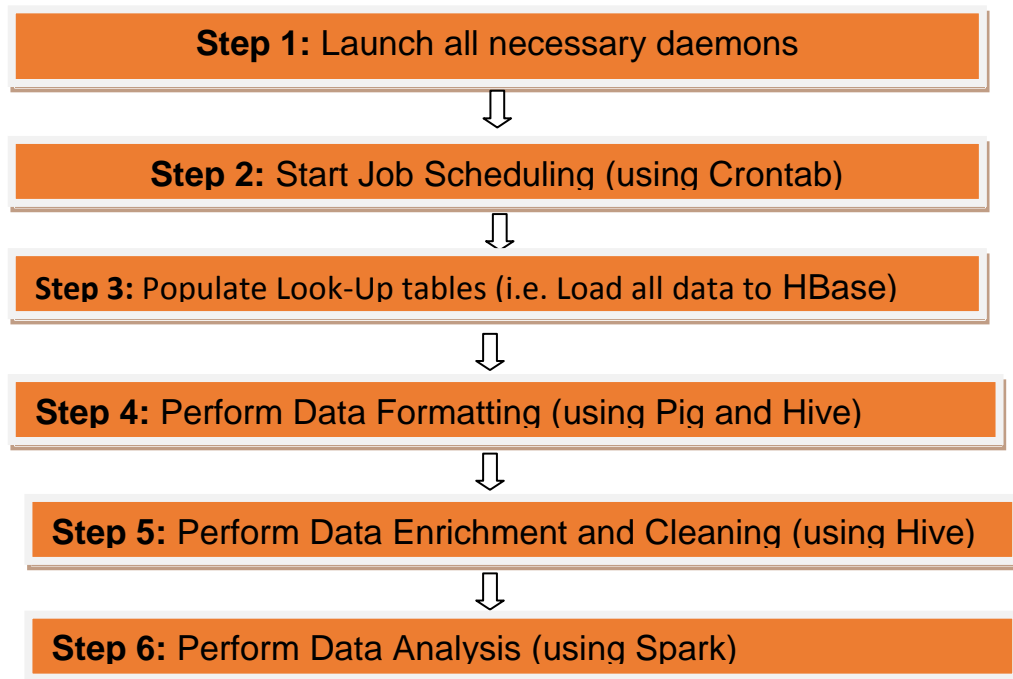 Step 1: Launch all necessary daemons
Step 2: Start Job Scheduling (using Crontab)
Step 3: Populate Look-Up tables (i.e. Load all data to HBase)
Step 4: Perform Data Formatting (using Pig and Hive)
Step 5: Perform Data Enrichment and Cleaning (using Hive)
Step 6: Perform Data Analysis (using Spark)